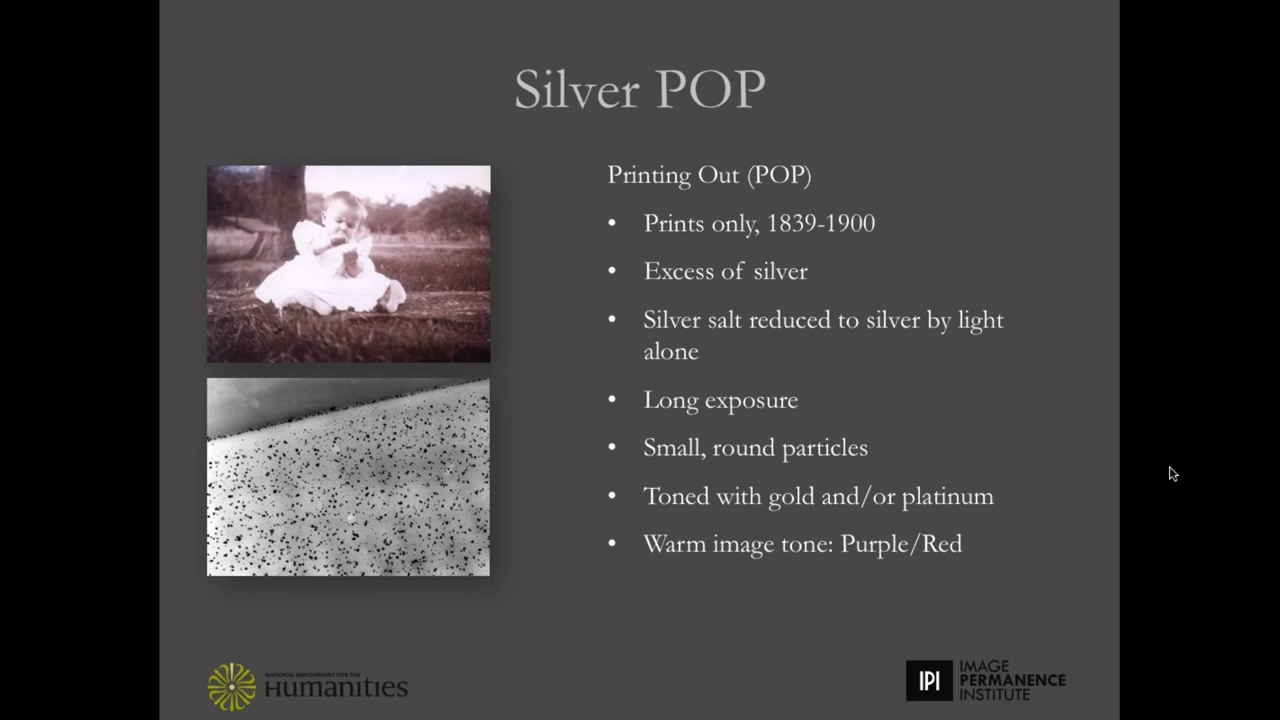 Silver POP
Printing Out (POP)
• Prints only, 1839-1900
• Excess of silver
• Silver salt reduced to silver by light
alone
• Long exposure
• Small, round particles
• Toned with gold and/or platinum
• Warm image tone: Purple/Red
NATIONAL ENDOWMENT FOR THE
Humanities
IPI
IMAGE
PERMANENCE
INSTITUTE